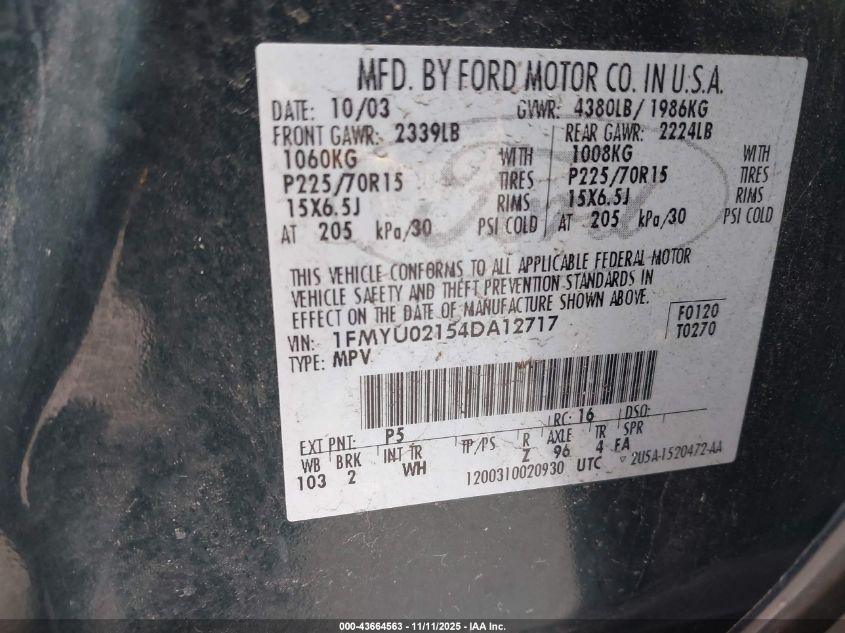 MFD. BY FORD MOTOR CO. IN U.S.A.
DATE: 10/03 GVWR: 4380LB/ 1986KG
FRONT GAWR: 2339LB REAR GAWR: 2224LB
1060KG WITH 1008KG WITH
P225/70R15 TIRES P225/70R15 TIRES
15X6.5J RIMS 15X6.5J RIMS
AT 205 kPa/30 PSI COLD AT 205 kPa/30 PSI COLD
Ford
THIS VEHICLE CONFORMS TO ALL APPLICABLE FEDERAL MOTOR
VEHICLE SAFETY AND THEFT PREVENTION STANDARDS IN
EFFECT ON THE DATE OF MANUFACTURE SHOWN ABOVE.
VIN: 1FMYU02154DA12717 F0120
TYPE: MPV T0270
RC: 16 DSO:
EXT PNT: P5
WB BRK INT TR TP/PS R AXLE TR SPR
103 2 WH Z 96 4 FA
1200310020930 UTC ▽ 2U5A-1520472-AA
000-43664563 - 11/11/2025 - IAA Inc.